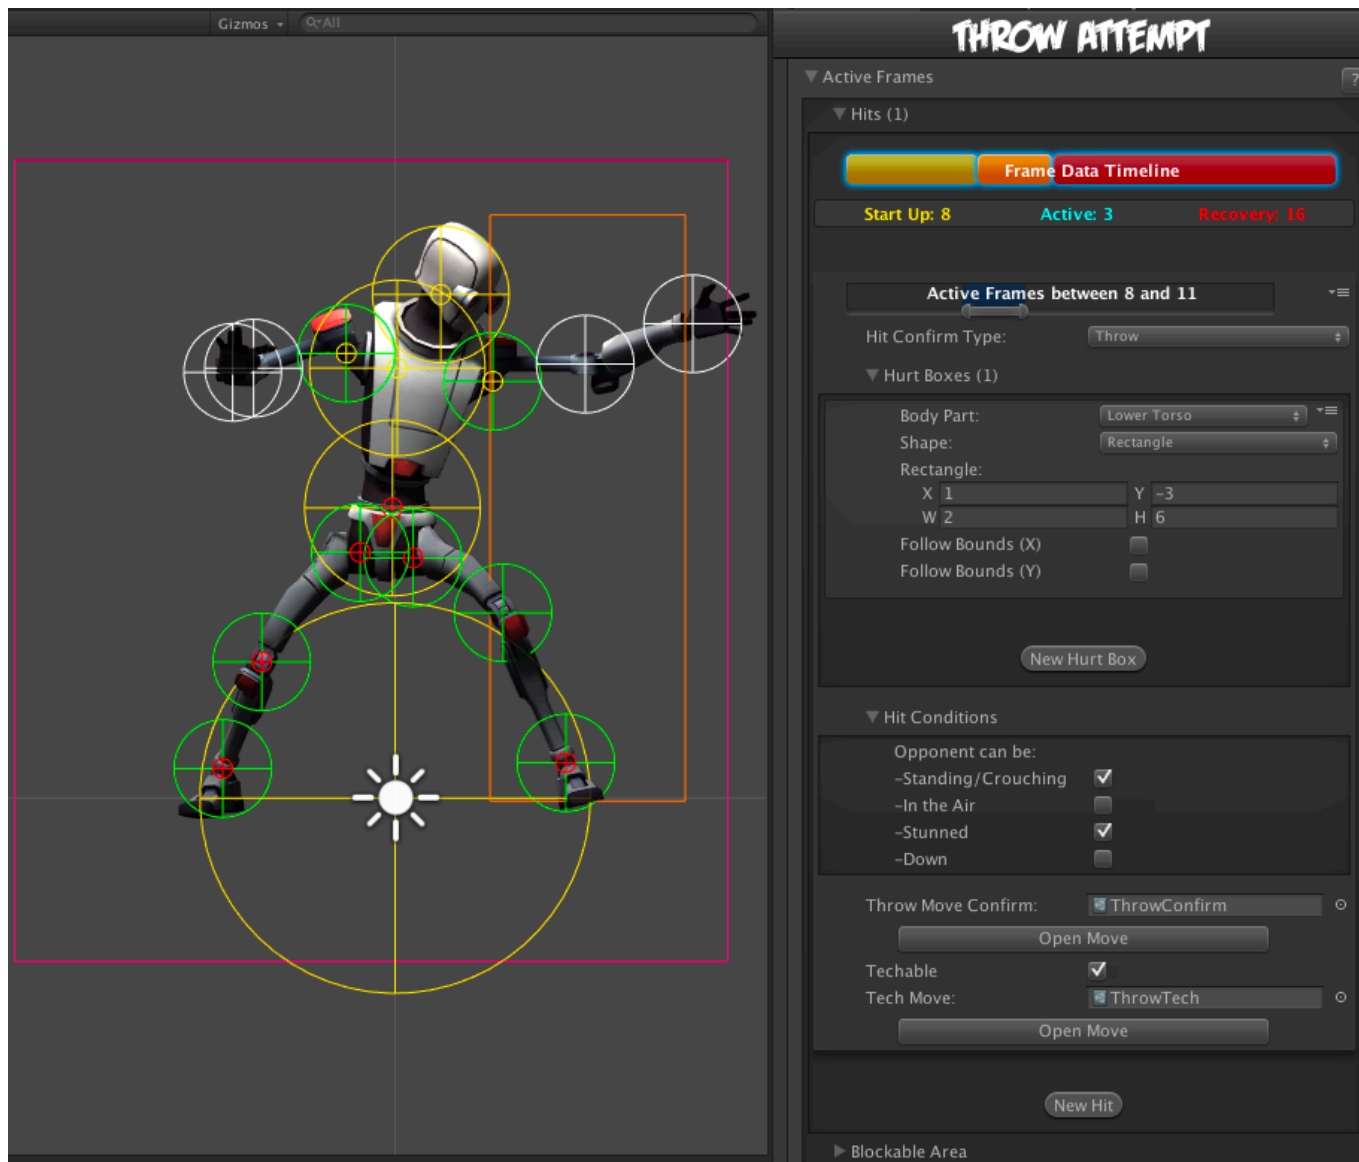 Gizmos
All
THROW ATTEMPT
Active Frames
?
Hits (1)
Frame Data Timeline
Start Up: 8 Active: 3 Recovery: 16
Active Frames between 8 and 11
Hit Confirm Type: Throw
Hurt Boxes (1)
Body Part: Lower Torso
Shape: Rectangle
Rectangle:
X 1 Y -3
W 2 H 6
Follow Bounds (X)
Follow Bounds (Y)
New Hurt Box
Hit Conditions
Opponent can be:
-Standing/Crouching
-In the Air
-Stunned
-Down
Throw Move Confirm: ThrowConfirm
Open Move
Techable
Tech Move: ThrowTech
Open Move
New Hit
Blockable Area